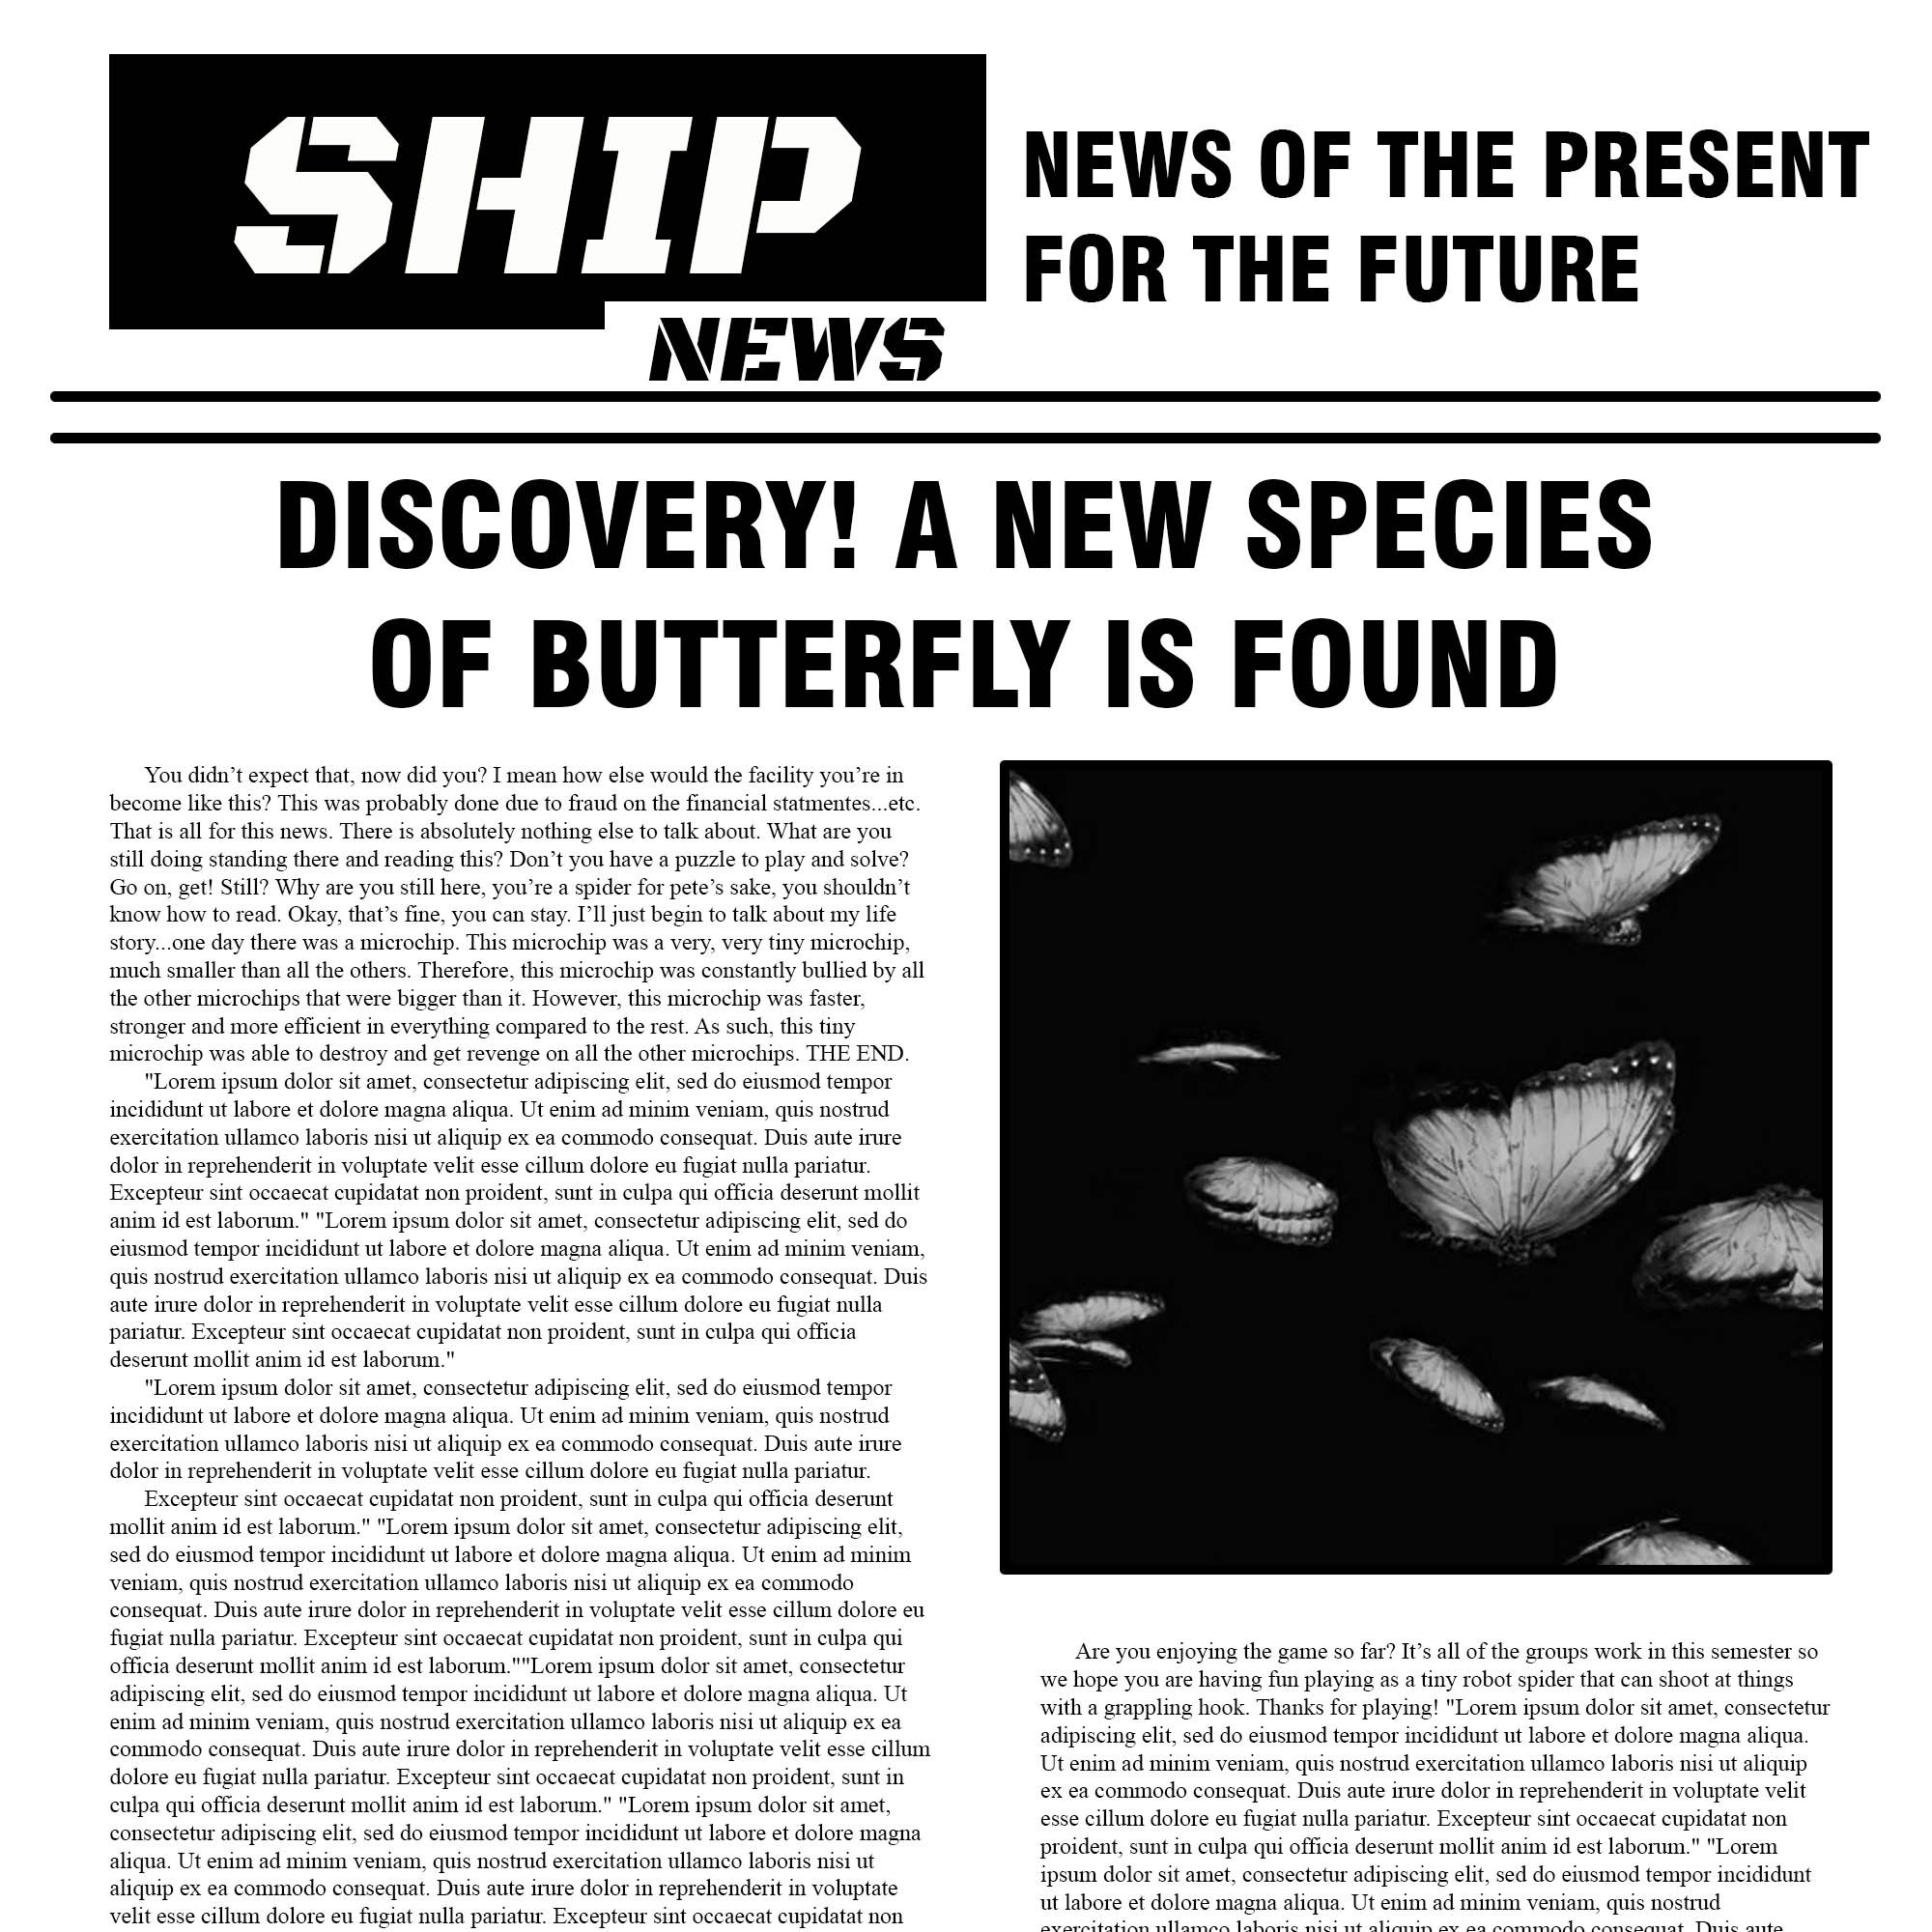 SHIP
NEWS
NEWS OF THE PRESENT
FOR THE FUTURE
DISCOVERY! A NEW SPECIES
OF BUTTERFLY IS FOUND
You didn’t expect that, now did you? I mean how else would the facility you’re in
become like this? This was probably done due to fraud on the financial statmentes...etc.
That is all for this news. There is absolutely nothing else to talk about. What are you
still doing standing there and reading this? Don’t you have a puzzle to play and solve?
Go on, get! Still? Why are you still here, you’re a spider for pete’s sake, you shouldn’t
know how to read. Okay, that’s fine, you can stay. I’ll just begin to talk about my life
story...one day there was a microchip. This microchip was a very, very tiny microchip,
much smaller than all the others. Therefore, this microchip was constantly bullied by all
the other microchips that were bigger than it. However, this microchip was faster,
stronger and more efficient in everything compared to the rest. As such, this tiny
microchip was able to destroy and get revenge on all the other microchips. THE END.
"Lorem ipsum dolor sit amet, consectetur adipiscing elit, sed do eiusmod tempor
incididunt ut labore et dolore magna aliqua. Ut enim ad minim veniam, quis nostrud
exercitation ullamco laboris nisi ut aliquip ex ea commodo consequat. Duis aute irure
dolor in reprehenderit in voluptate velit esse cillum dolore eu fugiat nulla pariatur.
Excepteur sint occaecat cupidatat non proident, sunt in culpa qui officia deserunt mollit
anim id est laborum." "Lorem ipsum dolor sit amet, consectetur adipiscing elit, sed do
eiusmod tempor incididunt ut labore et dolore magna aliqua. Ut enim ad minim veniam,
quis nostrud exercitation ullamco laboris nisi ut aliquip ex ea commodo consequat. Duis
aute irure dolor in reprehenderit in voluptate velit esse cillum dolore eu fugiat nulla
pariatur. Excepteur sint occaecat cupidatat non proident, sunt in culpa qui officia
deserunt mollit anim id est laborum."
"Lorem ipsum dolor sit amet, consectetur adipiscing elit, sed do eiusmod tempor
incididunt ut labore et dolore magna aliqua. Ut enim ad minim veniam, quis nostrud
exercitation ullamco laboris nisi ut aliquip ex ea commodo consequat. Duis aute irure
dolor in reprehenderit in voluptate velit esse cillum dolore eu fugiat nulla pariatur.
Excepteur sint occaecat cupidatat non proident, sunt in culpa qui officia deserunt
mollit anim id est laborum." "Lorem ipsum dolor sit amet, consectetur adipiscing elit,
sed do eiusmod tempor incididunt ut labore et dolore magna aliqua. Ut enim ad minim
veniam, quis nostrud exercitation ullamco laboris nisi ut aliquip ex ea commodo
consequat. Duis aute irure dolor in reprehenderit in voluptate velit esse cillum dolore eu
fugiat nulla pariatur. Excepteur sint occaecat cupidatat non proident, sunt in culpa qui
officia deserunt mollit anim id est laborum.""Lorem ipsum dolor sit amet, consectetur
adipiscing elit, sed do eiusmod tempor incididunt ut labore et dolore magna aliqua. Ut
enim ad minim veniam, quis nostrud exercitation ullamco laboris nisi ut aliquip ex ea
commodo consequat. Duis aute irure dolor in reprehenderit in voluptate velit esse cillum
dolore eu fugiat nulla pariatur. Excepteur sint occaecat cupidatat non proident, sunt in
culpa qui officia deserunt mollit anim id est laborum." "Lorem ipsum dolor sit amet,
consectetur adipiscing elit, sed do eiusmod tempor incididunt ut labore et dolore magna
aliqua. Ut enim ad minim veniam, quis nostrud exercitation ullamco laboris nisi ut
aliquip ex ea commodo consequat. Duis aute irure dolor in reprehenderit in voluptate
velit esse cillum dolore eu fugiat nulla pariatur. Excepteur sint occaecat cupidatat non
Are you enjoying the game so far? It’s all of the groups work in this semester so
we hope you are having fun playing as a tiny robot spider that can shoot at things
with a grappling hook. Thanks for playing! "Lorem ipsum dolor sit amet, consectetur
adipiscing elit, sed do eiusmod tempor incididunt ut labore et dolore magna aliqua.
Ut enim ad minim veniam, quis nostrud exercitation ullamco laboris nisi ut aliquip
ex ea commodo consequat. Duis aute irure dolor in reprehenderit in voluptate velit
esse cillum dolore eu fugiat nulla pariatur. Excepteur sint occaecat cupidatat non
proident, sunt in culpa qui officia deserunt mollit anim id est laborum." "Lorem
ipsum dolor sit amet, consectetur adipiscing elit, sed do eiusmod tempor incididunt
ut labore et dolore magna aliqua. Ut enim ad minim veniam, quis nostrud
exercitation ullamco laboris nisi ut aliquip ex ea commodo consequat. Duis aute